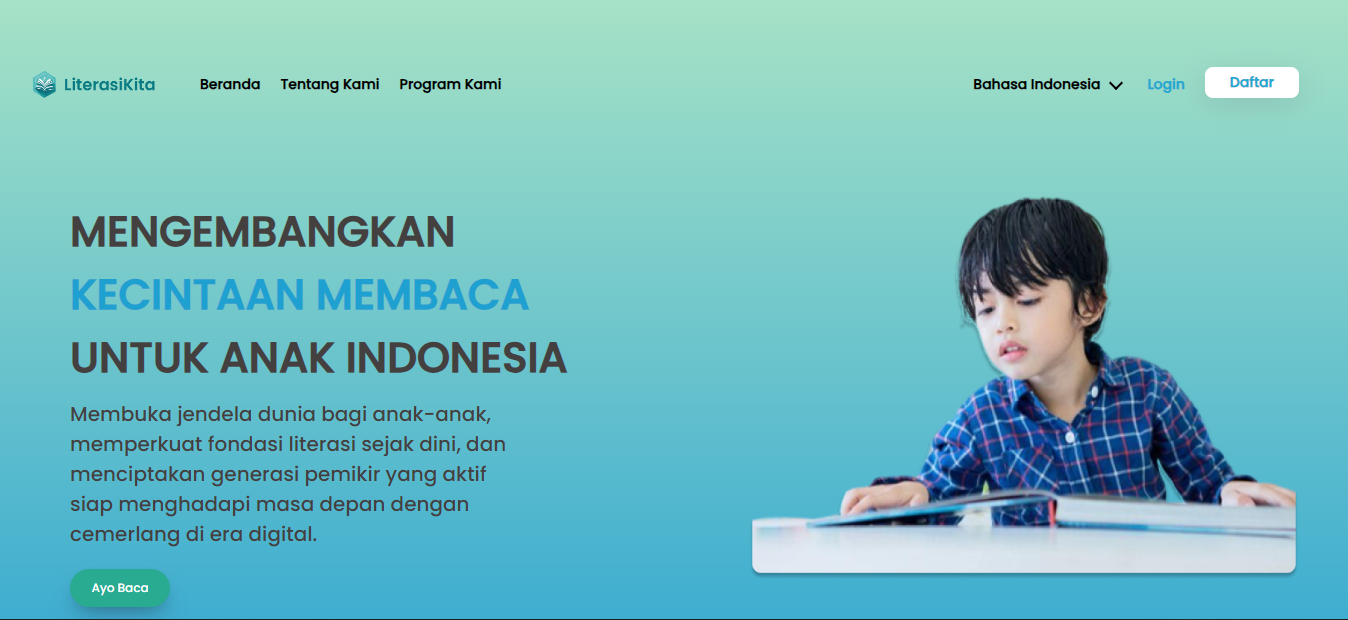 LiterasiKita
Beranda
Tentang Kami
Program Kami
Bahasa Indonesia
Login
Daftar
MENGEMBANGKAN
KECINTAAN MEMBACA
UNTUK ANAK INDONESIA
Membuka jendela dunia bagi anak-anak,
memperkuat fondasi literasi sejak dini, dan
menciptakan generasi pemikir yang aktif
siap menghadapi masa depan dengan
cemerlang di era digital.
Ayo Baca